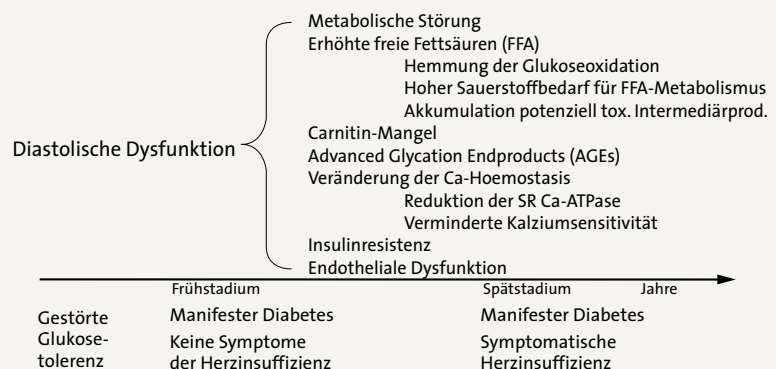 Metabolische Störung
Erhöhte freie Fettsäuren (FFA)
Hemmung der Glukoseoxidation
Hoher Sauerstoffbedarf für FFA-Metabolismus
Akkumulation potenziell tox. Intermediärprod.
Carnitin-Mangel
Diastolische Dysfunktion
Advanced Glycation Endproducts (AGEs)
Veränderung der Ca-Hoemostasis
Reduktion der SR Ca-ATPase
Verminderte Kalziumsensitivität
Insulinresistenz
Endotheliale Dysfunktion
Frühstadium Spätstadium Jahre
Gestörte
Glukose-
tolerenz
Manifester Diabetes
Keine Symptome
der Herzinsuffizienz
Manifester Diabetes
Symptomatische
Herzinsuffizienz